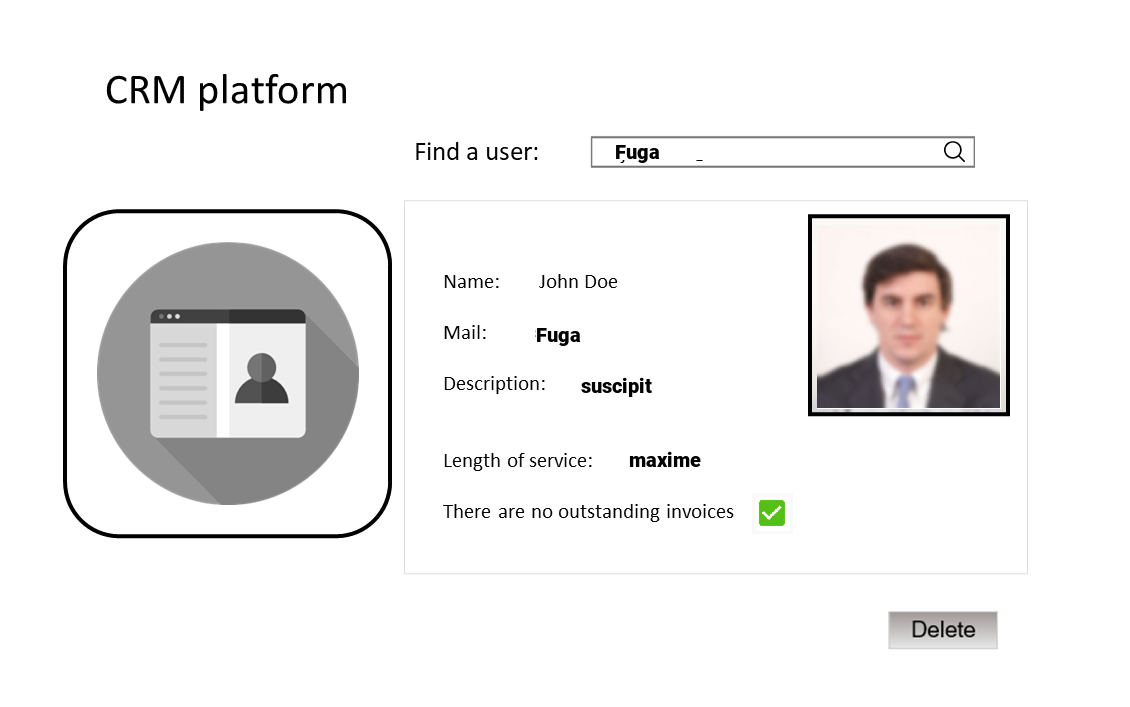 CRM platform
Find a user: Fuga
Name: John Doe
Mail: Fuga
Description: suscipit
Length of service: maxime
There are no outstanding invoices
Delete